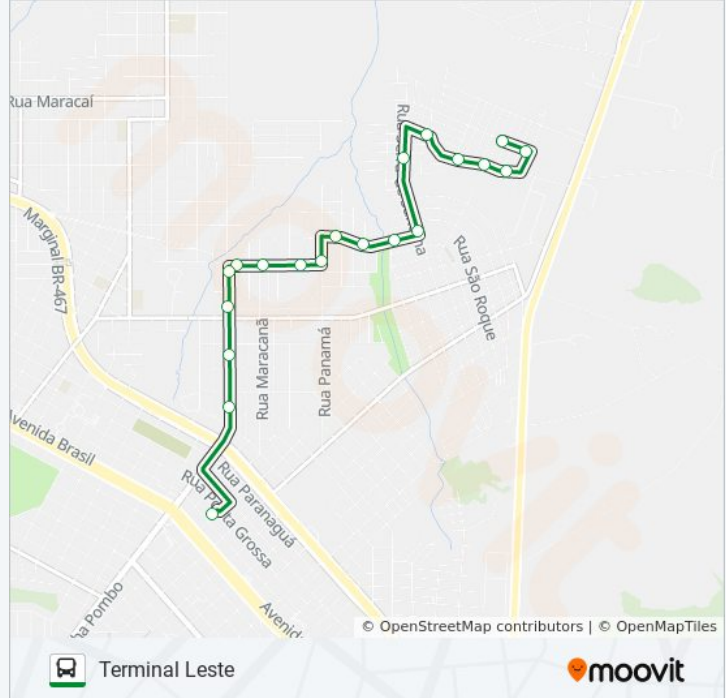 Rua Maracaí
Marginal BR-467
Rua São Roque
Rua Maracanã
Rua Panamá
Avenida Brasil
Rua Paranaguá
Rua Ponta Grossa
© OpenStreetMap contributors | © OpenMapTiles
Terminal Leste
moovit